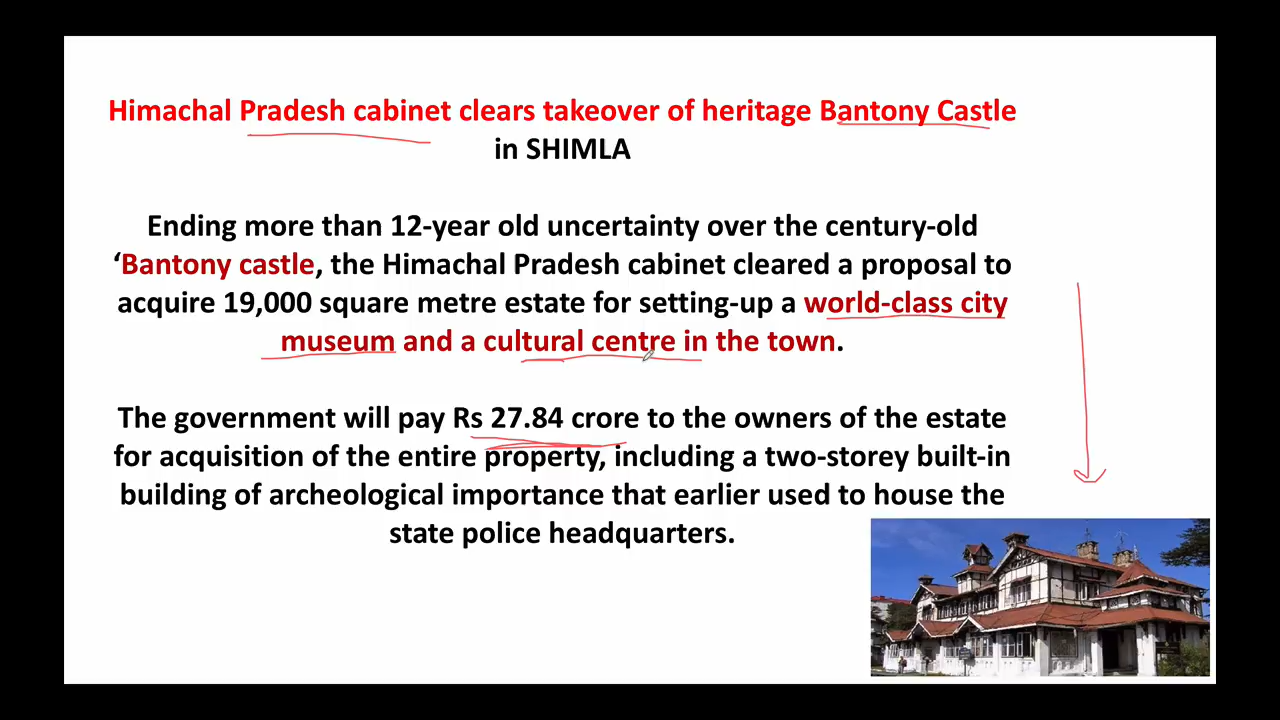 Himachal Pradesh cabinet clears takeover of heritage Bantony Castle
in SHIMLA
Ending more than 12-year old uncertainty over the century-old
‘Bantony castle, the Himachal Pradesh cabinet cleared a proposal to
acquire 19,000 square metre estate for setting-up a world-class city
museum and a cultural centre in the town.
The government will pay Rs 27.84 crore to the owners of the estate
for acquisition of the entire property, including a two-storey built-in
building of archeological importance that earlier used to house the
state police headquarters.